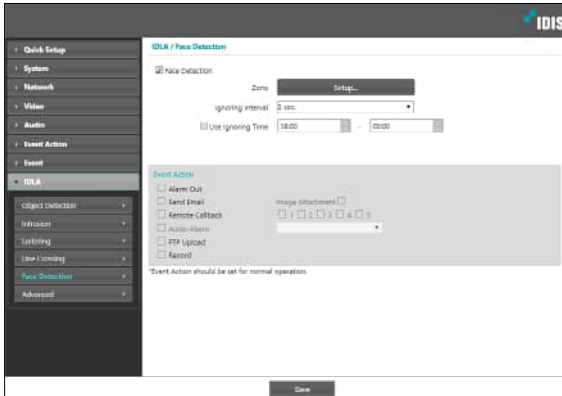 IDIS
Quick Setup
System
Network
Video
Audio
Event Action
Event
IDLA
Object Detection
Intrusion
Loitering
Line Crossing
Face Detection
Advanced
IDLA / Face Detection
Face Detection
Zone Setup...
Ignoring Interval 2 sec.
Use Ignoring Time 18:00 - 09:00
Event Action
Alarm Out
Send Email Image Attachment
Remote Callback 1 2 3 4 5
Audio Alarm
FTP Upload
Record
*Event Action should be set for normal operation.
Save